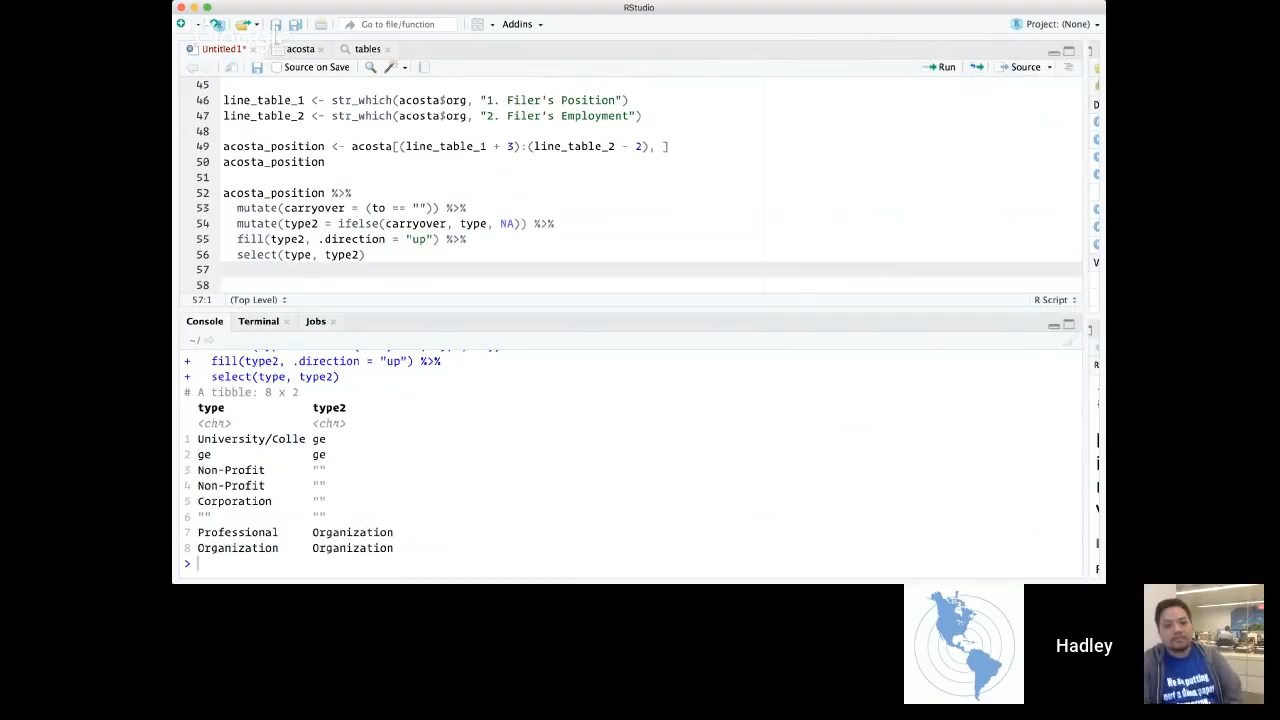 RStudio
Go to file/function
Addins
Project: (None)
Untitled1*
acosta
tables
Source on Save
Run
Source
45
46 line_table_1 <- str_which(acosta$org, "1. Filer's Position")
47 line_table_2 <- str_which(acosta$org, "2. Filer's Employment")
48
49 acosta_position <- acosta[(line_table_1 + 3):(line_table_2 - 2), ]
50 acosta_position
51
52 acosta_position %>%
53 mutate(carryover = (to == "")) %>%
54 mutate(type2 = ifelse(carryover, type, NA)) %>%
55 fill(type2, .direction = "up") %>%
56 select(type, type2)
57
58
57:1 (Top Level) R Script
Console Terminal Jobs
~/
+ fill(type2, .direction = "up") %>%
+ select(type, type2)
# A tibble: 8 x 2
type type2
<chr> <chr>
1 University/Colle ge
2 ge ge
3 Non-Profit ""
4 Non-Profit ""
5 Corporation ""
6 "" ""
7 Professional Organization
8 Organization Organization
>
Hadley
We are putting